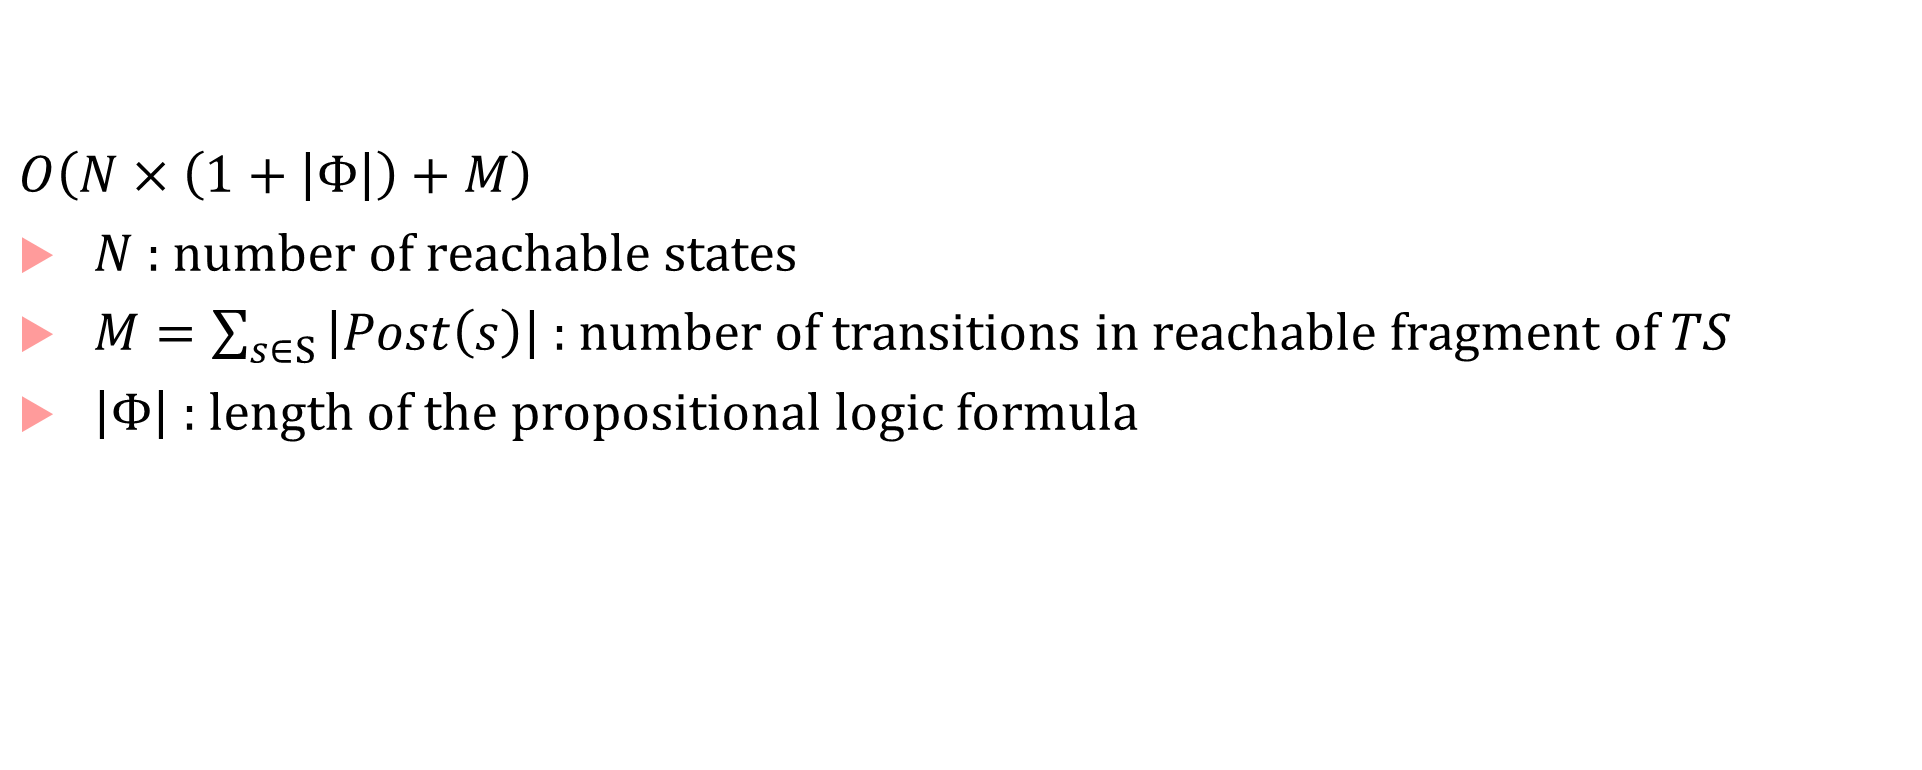 O(N × (1 + |Φ|) + M)
▶ N : number of reachable states
▶ M = ∑_{s∈S} |Post(s)| : number of transitions in reachable fragment of TS
▶ |Φ| : length of the propositional logic formula